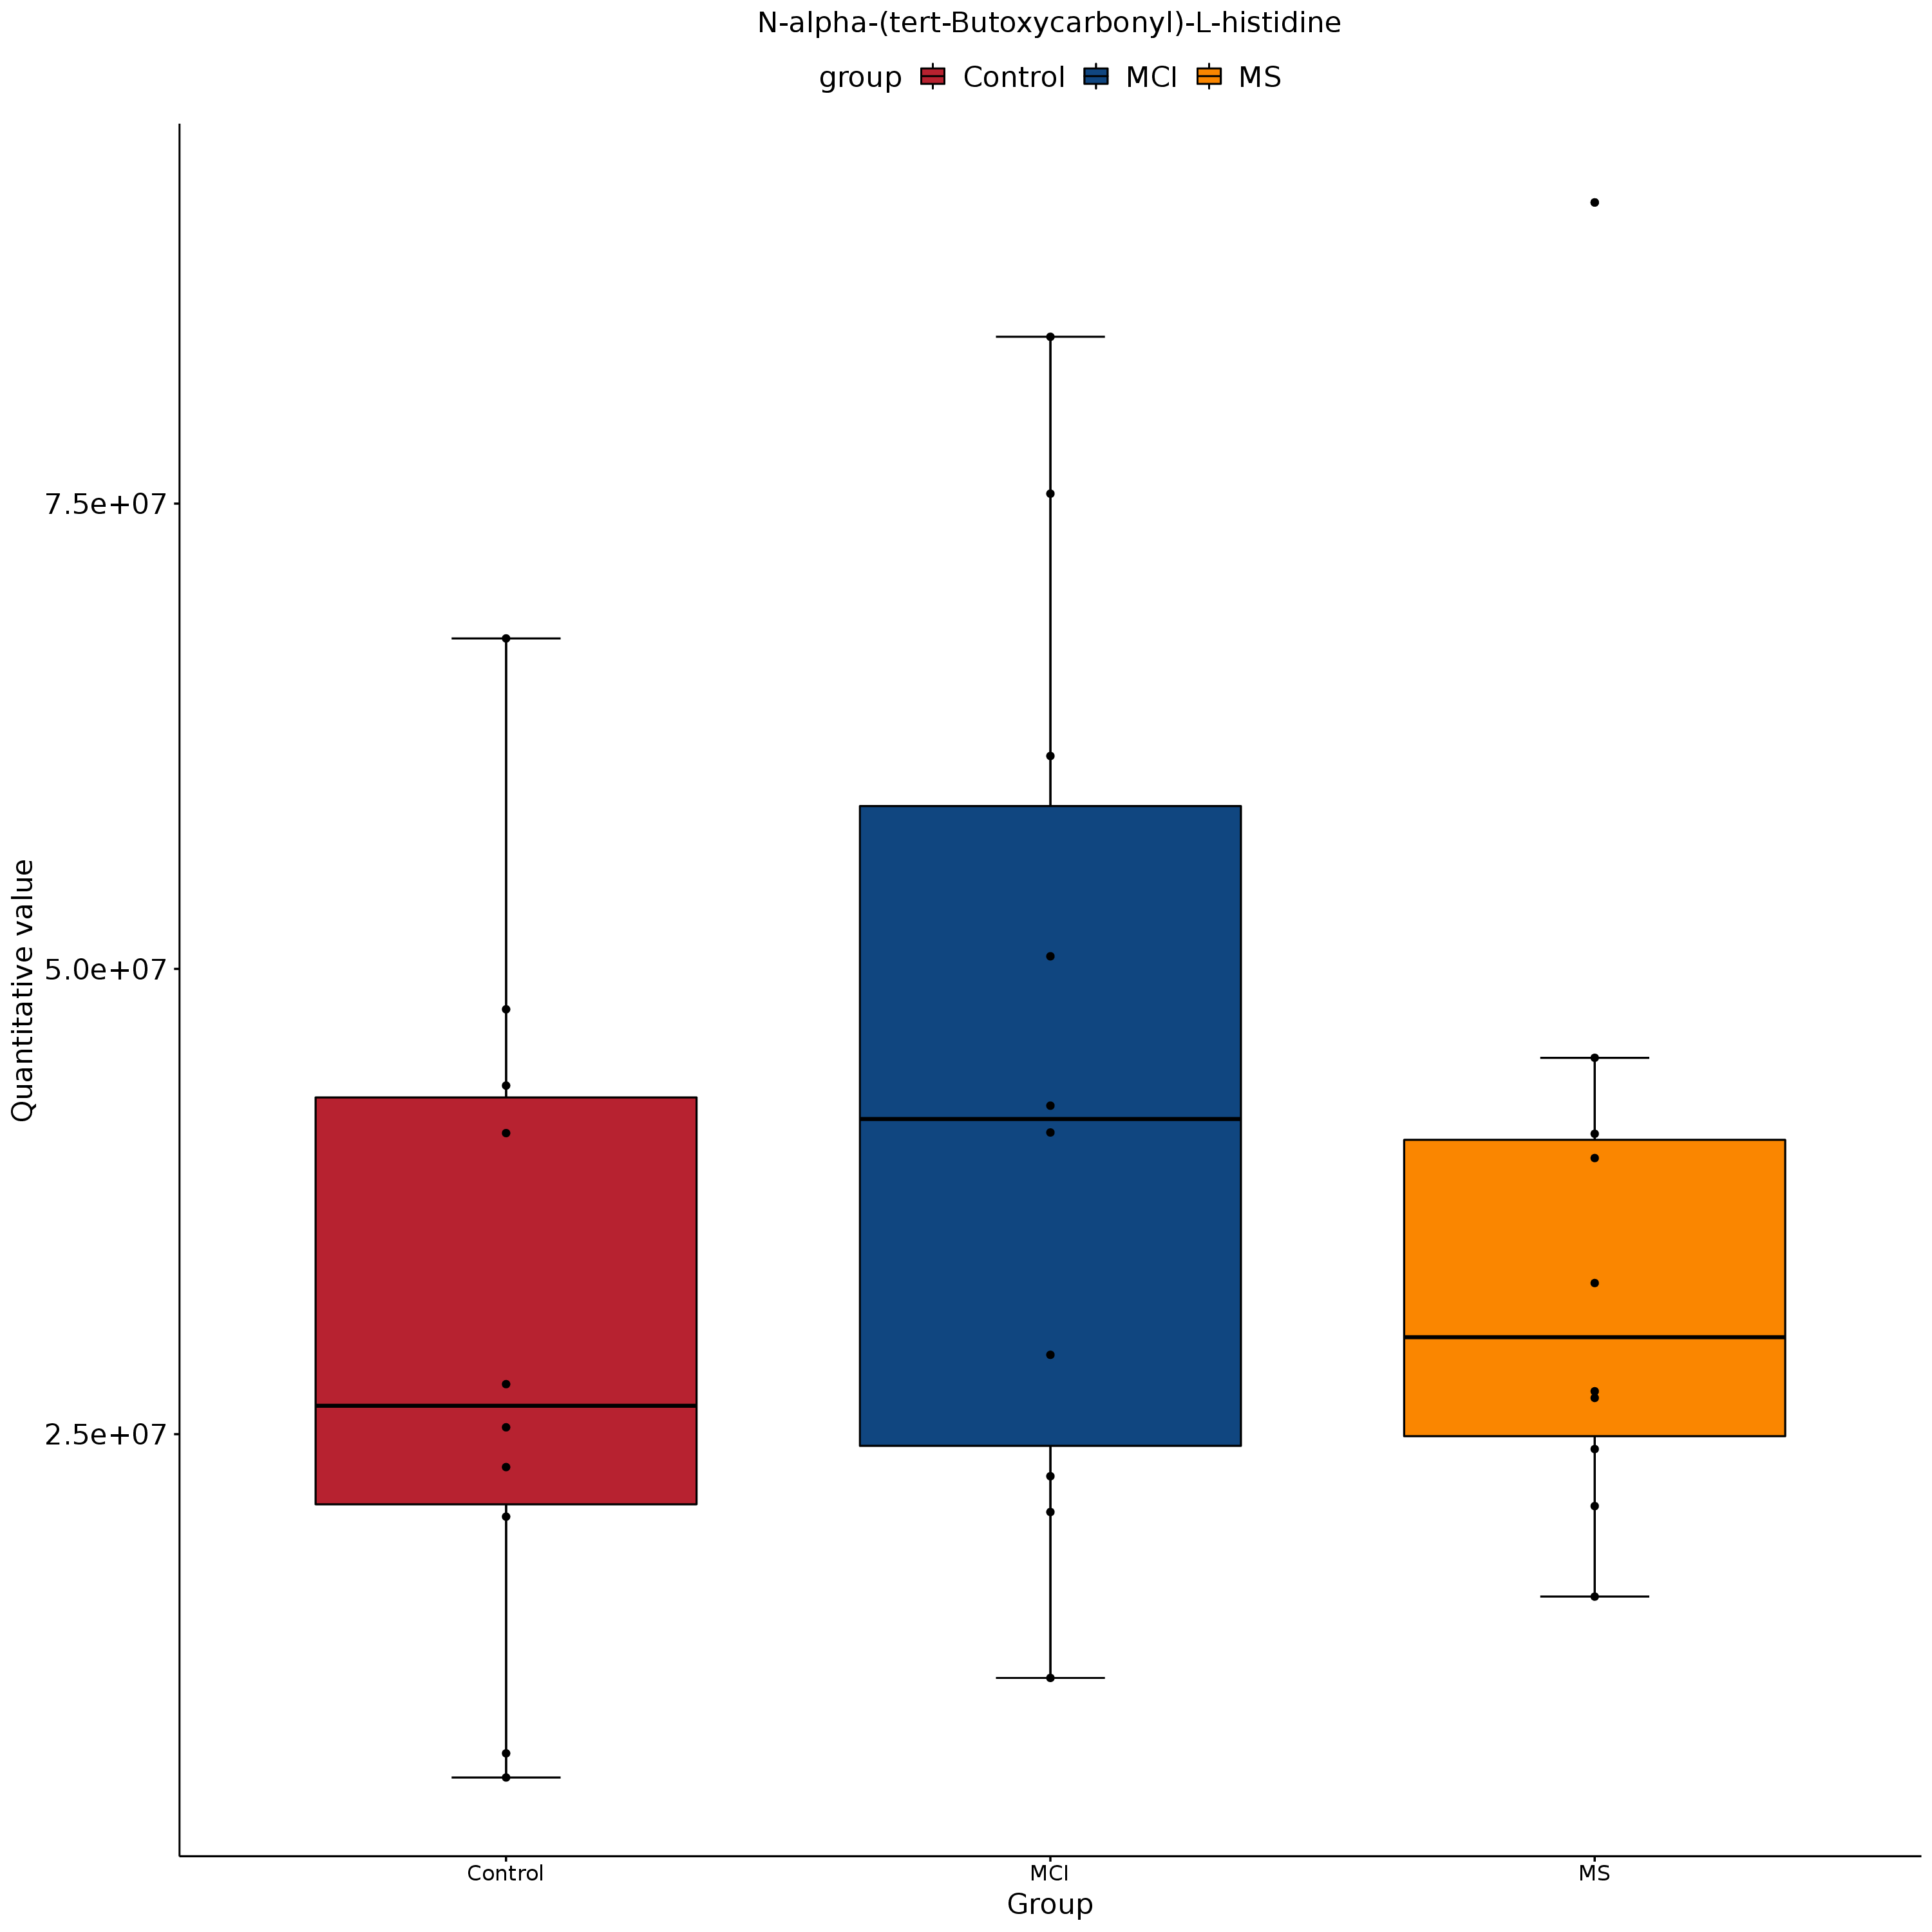 N-alpha-(tert-Butoxycarbonyl)-L-histidine
group Control MCI MS
Quantitative value
7.5e+07
5.0e+07
2.5e+07
Control MCI MS
Group